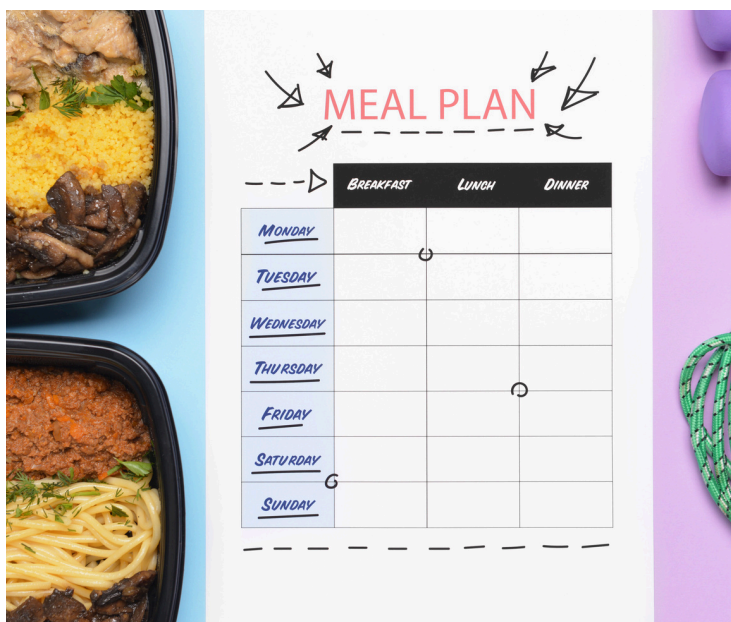 MEAL PLAN
BREAKFAST LUNCH DINNER
MONDAY
TUESDAY
WEDNESDAY
THURSDAY
FRIDAY
SATURDAY
SUNDAY